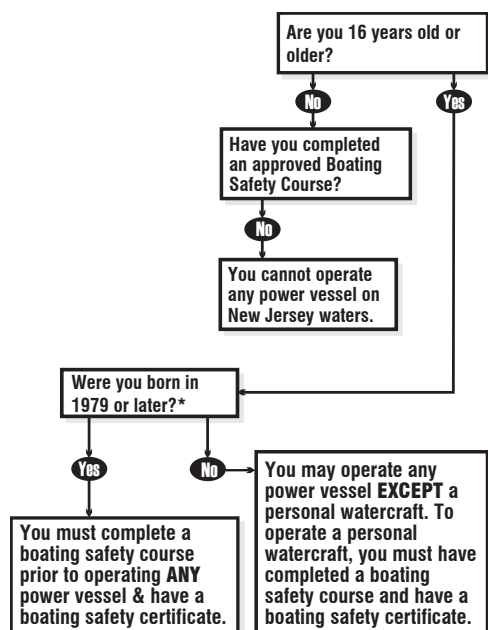 Are you 16 years old or
older?
No
Yes
Have you completed
an approved Boating
Safety Course?
No
You cannot operate
any power vessel on
New Jersey waters.
Were you born in
1979 or later?*
Yes
No
You must complete a
boating safety course
prior to operating ANY
power vessel & have a
boating safety certificate.
You may operate any
power vessel EXCEPT a
personal watercraft. To
operate a personal
watercraft, you must have
completed a boating
safety course and have a
boating safety certificate.